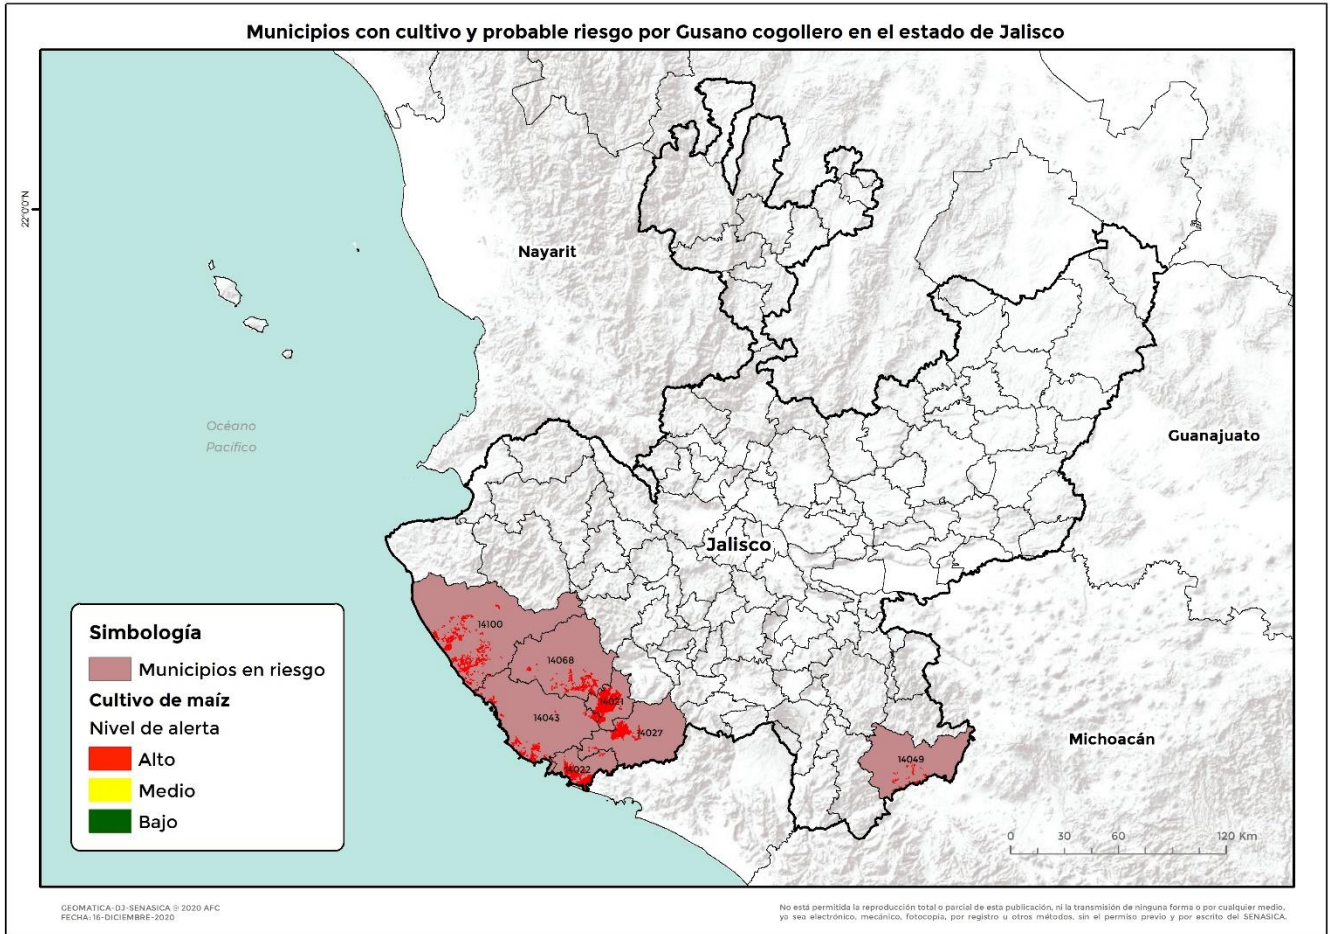 Municipios con cultivo y probable riesgo por Gusano cogollero en el estado de Jalisco
22°0'0"N
Nayarit
Océano
Pacífico
Guanajuato
Jalisco
14100
14068
14021
14043
14027
14022
14049
Michoacán
Simbología
Municipios en riesgo
Cultivo de maíz
Nivel de alerta
Alto
Medio
Bajo
0 30 60 120 Km
GEOMATICA-DJ-SENASICA @ 2020 AFC
FECHA: 16-DICIEMBRE-2020
No está permitida la reproducción total o parcial de esta publicación, ni la transmisión de ninguna forma o por cualquier medio,
ya sea electrónico, mecánico, fotocopia, por registro u otros métodos, sin el permiso previo y por escrito del SENASICA.